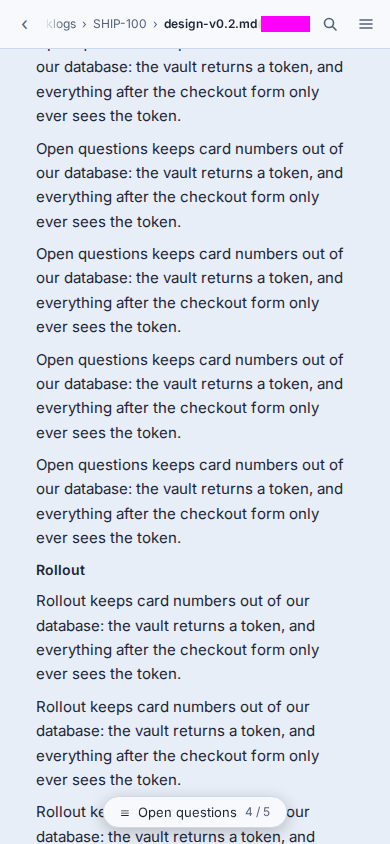 klogs › SHIP-100 › design-v0.2.md
our database: the vault returns a token, and
everything after the checkout form only
ever sees the token.
Open questions keeps card numbers out of
our database: the vault returns a token, and
everything after the checkout form only
ever sees the token.
Open questions keeps card numbers out of
our database: the vault returns a token, and
everything after the checkout form only
ever sees the token.
Open questions keeps card numbers out of
our database: the vault returns a token, and
everything after the checkout form only
ever sees the token.
Open questions keeps card numbers out of
our database: the vault returns a token, and
everything after the checkout form only
ever sees the token.
Rollout
Rollout keeps card numbers out of our
database: the vault returns a token, and
everything after the checkout form only
ever sees the token.
Rollout keeps card numbers out of our
database: the vault returns a token, and
everything after the checkout form only
ever sees the token.
Rollout ke our
Open questions 4 / 5
database: the vault returns a token, and